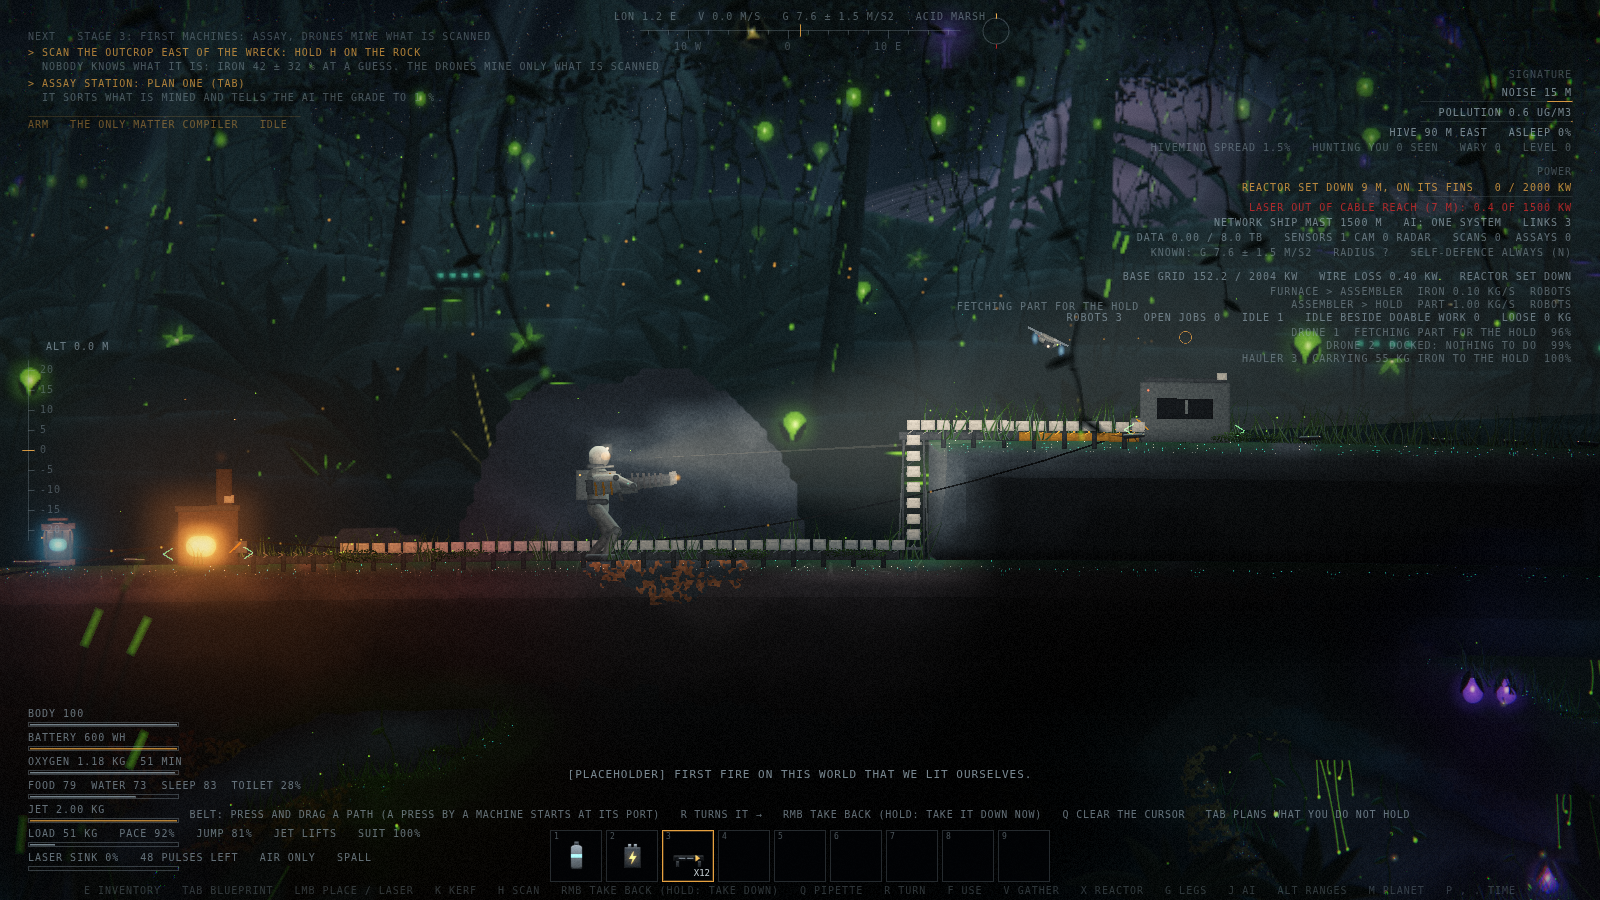 LON 1.2 E   V 0.0 M/S   G 7.6 ± 1.5 M/S2   ACID MARSH
10 W   0   10 E
NEXT   STAGE 3: FIRST MACHINES: ASSAY, DRONES MINE WHAT IS SCANNED
> SCAN THE OUTCROP EAST OF THE WRECK: HOLD H ON THE ROCK
NOBODY KNOWS WHAT IT IS: IRON 42 ± 32 % AT A GUESS. THE DRONES MINE ONLY WHAT IS SCANNED
> ASSAY STATION: PLAN ONE (TAB)
IT SORTS WHAT IS MINED AND TELLS THE AI THE GRADE TO %.
ARM   THE ONLY MATTER COMPILER   IDLE
SIGNATURE
NOISE 15 M
POLLUTION 0.6 UG/M3
HIVE 90 M EAST   ASLEEP 0%
HIVEMIND SPREAD 1.5%   HUNTING YOU 0 SEEN   WARY 0   LEVEL 0
POWER
REACTOR SET DOWN 9 M, ON ITS FINS   0 / 2000 KW
LASER OUT OF CABLE REACH (7 M): 0.4 OF 1500 KW
NETWORK SHIP MAST 1500 M   AI: ONE SYSTEM   LINKS 3
DATA 0.00 / 8.0 TB   SENSORS 1 CAM 0 RADAR   SCANS 0   ASSAYS 0
KNOWN: G 7.6 ± 1.5 M/S2   RADIUS ?   SELF-DEFENCE ALWAYS (N)
BASE GRID 152.2 / 2004 KW   WIRE LOSS 0.40 KW.   REACTOR SET DOWN
FURNACE > ASSEMBLER  IRON 0.10 KG/S  ROBOTS
ASSEMBLER > HOLD  PART 1.00 KG/S  ROBOTS
ROBOTS 3   OPEN JOBS 0   IDLE 1   IDLE BESIDE DOABLE WORK 0   LOOSE 0 KG
DRONE 1  FETCHING PART FOR THE HOLD  96%
DRONE 2  DOCKED: NOTHING TO DO  99%
HAULER 3  CARRYING 55 KG IRON TO THE HOLD  100%
FETCHING PART FOR THE HOLD
ALT 0.0 M
20
15
10
5
0
-5
-10
-15
BODY 100
BATTERY 600 WH
OXYGEN 1.18 KG  51 MIN
FOOD 79  WATER 73  SLEEP 83  TOILET 28%
JET 2.00 KG
LOAD 51 KG   PACE 92%   JUMP 81%   JET LIFTS   SUIT 100%
LASER SINK 0%   48 PULSES LEFT   AIR ONLY   SPALL
[PLACEHOLDER] FIRST FIRE ON THIS WORLD THAT WE LIT OURSELVES.
BELT: PRESS AND DRAG A PATH (A PRESS BY A MACHINE STARTS AT ITS PORT)   R TURNS IT →   RMB TAKE BACK (HOLD: TAKE IT DOWN NOW)   Q CLEAR THE CURSOR   TAB PLANS WHAT YOU DO NOT HOLD
1 2 3 4 5 6 7 8 9
X12
E INVENTORY   TAB BLUEPRINT   LMB PLACE / LASER   K KERF   H SCAN   RMB TAKE BACK (HOLD: TAKE DOWN)   Q PIPETTE   R TURN   F USE   V GATHER   X REACTOR   G LEGS   J AI   ALT RANGES   M PLANET   P , . TIME